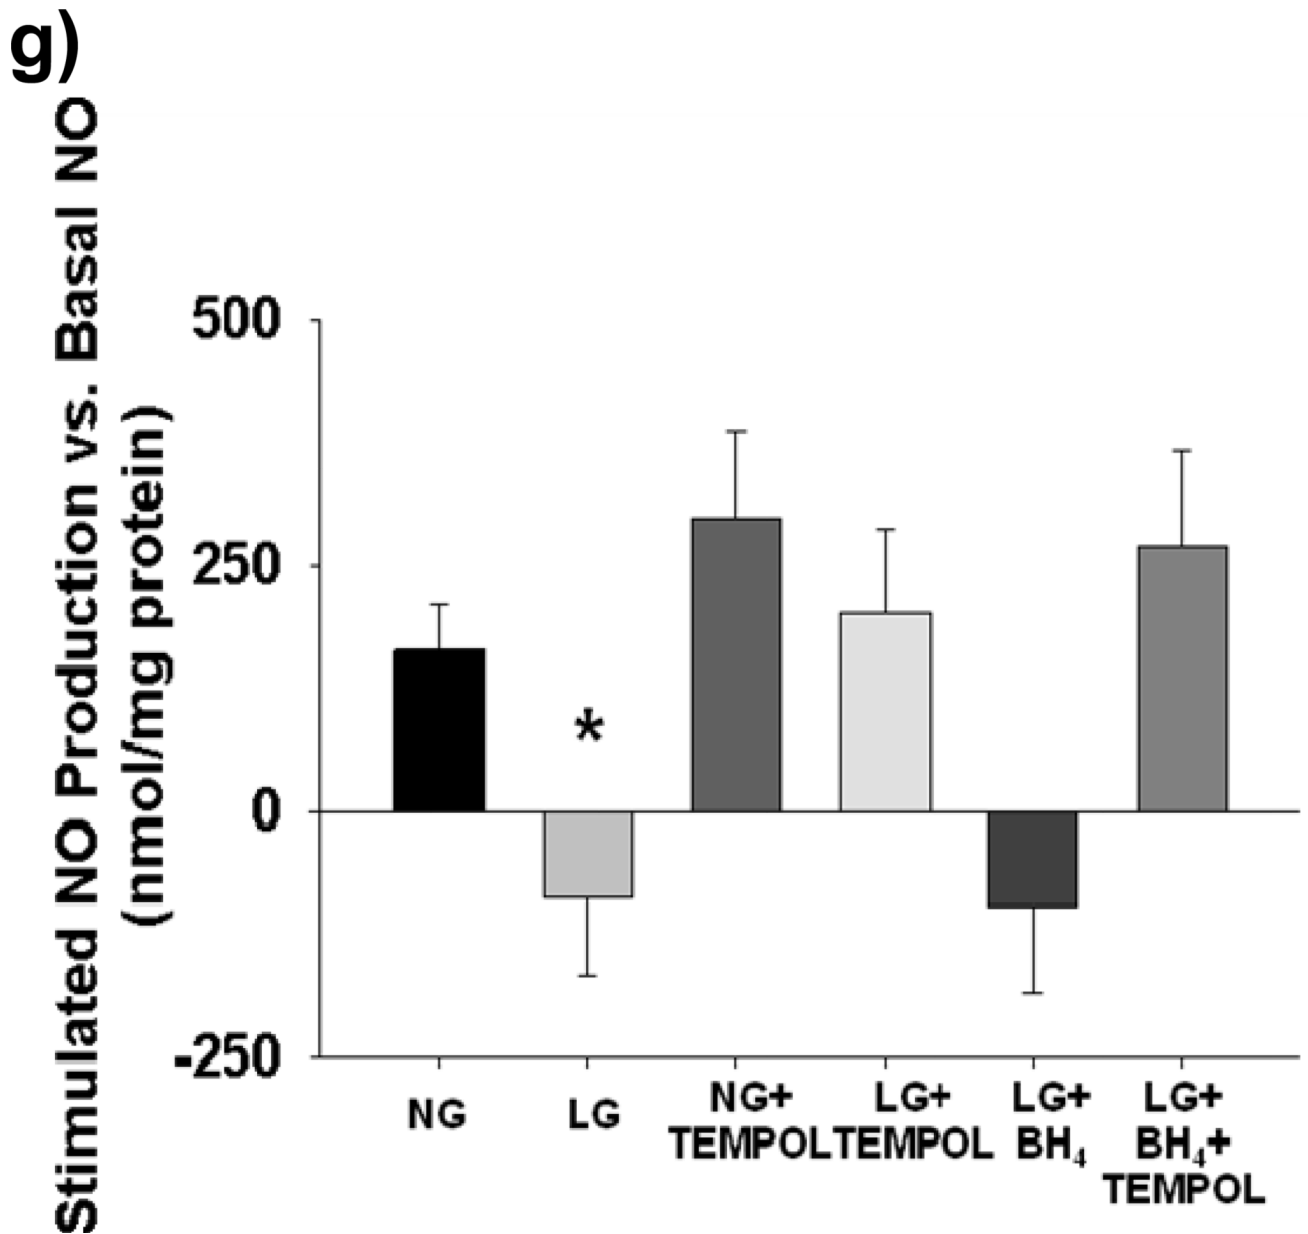 g)
Stimulated NO Production vs. Basal NO
(nmol/mg protein)
500
250
0
-250
*
NG
LG
NG+
TEMPOL
LG+
TEMPOL
LG+
BH₄
LG+
BH₄+
TEMPOL